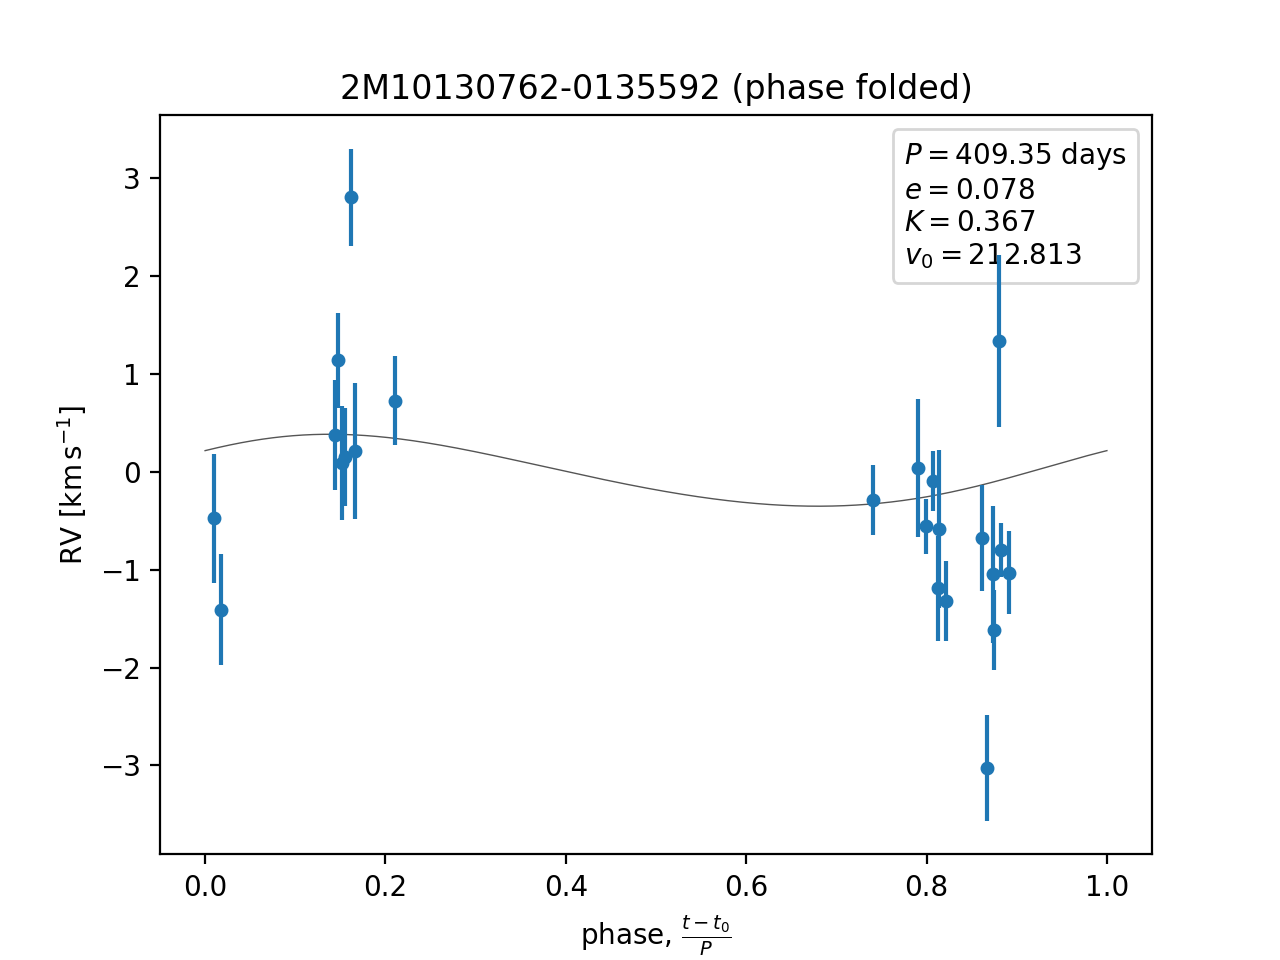 2M10130762-0135592 (phase folded)
P = 409.35 days
e = 0.078
K = 0.367
v₀ = 212.813
3
2
1
0
−1
−2
−3
RV [km s⁻¹]
0.0 0.2 0.4 0.6 0.8 1.0
phase, (t − t₀)/P